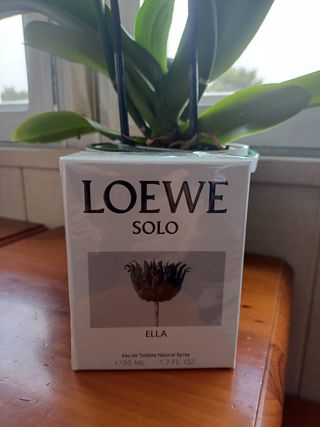 LOEWE
SOLO
ELLA
Eau de Toilette Natural Spray
℮50 ML 1.7 FL. OZ.